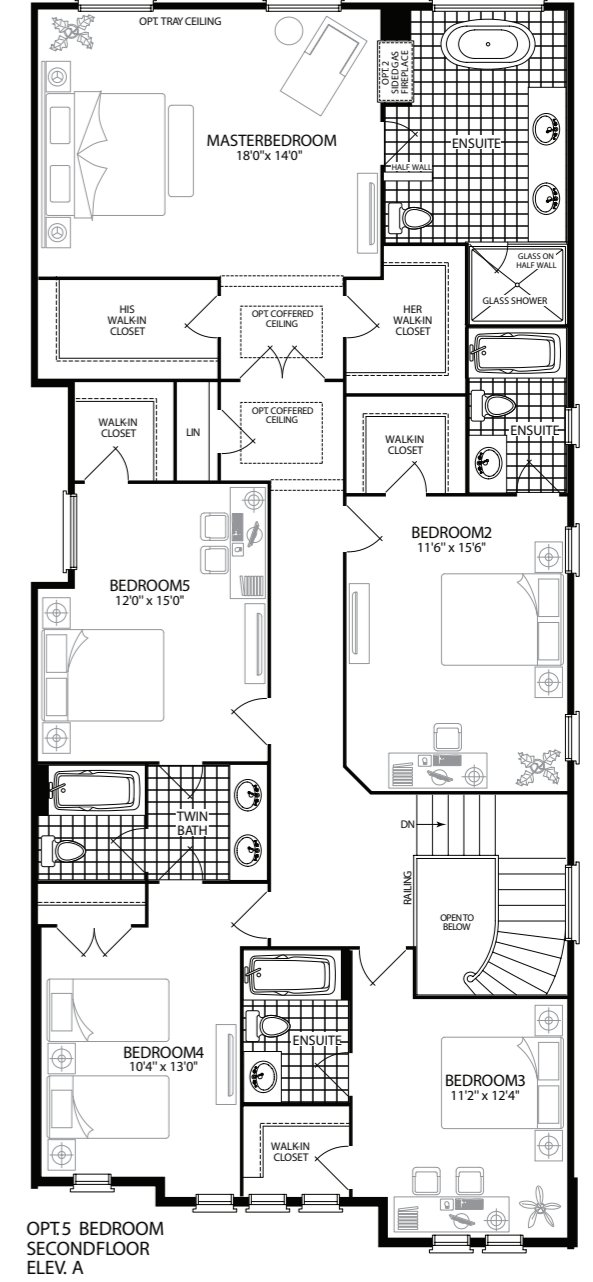 OPT. TRAY CEILING
OPT. 2
SIDEDGAS
FIREPLACE
MASTERBEDROOM
18'0"x 14'0"
ENSUITE
HALF WALL
GLASS ON
HALF WALL
GLASS SHOWER
HIS
WALK-IN
CLOSET
OPT. COFFERED
CEILING
HER
WALK-IN
CLOSET
WALK-IN
CLOSET
LIN
OPT. COFFERED
CEILING
WALK-IN
CLOSET
ENSUITE
BEDROOM2
11'6" x 15'6"
BEDROOM5
12'0" x 15'0"
TWIN
BATH
DN
RAILING
OPEN TO
BELOW
ENSUITE
BEDROOM4
10'4" x 13'0"
BEDROOM3
11'2" x 12'4"
WALK-IN
CLOSET
OPT.5 BEDROOM
SECONDFLOOR
ELEV. A